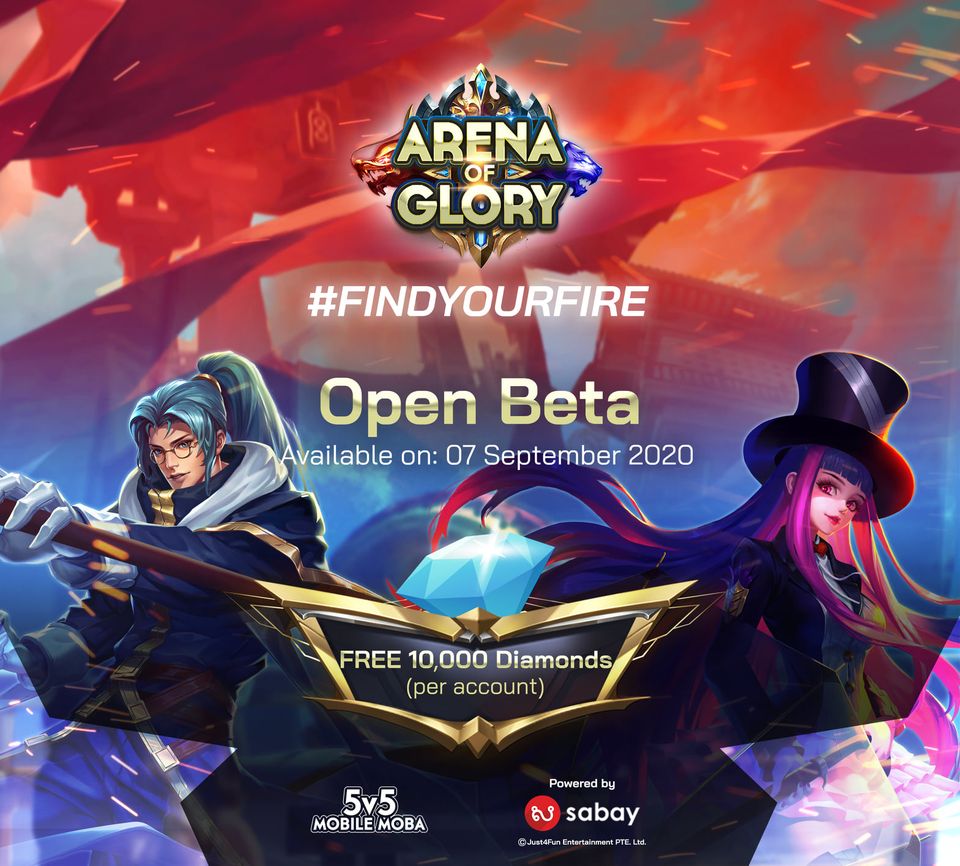 ARENA
OF
GLORY
#FINDYOURFIRE
Open Beta
Available on: 07 September 2020
FREE 10,000 Diamonds
(per account)
5v5
MOBILE MOBA
Powered by
sabay
©Just4Fun Entertainment PTE. Ltd.